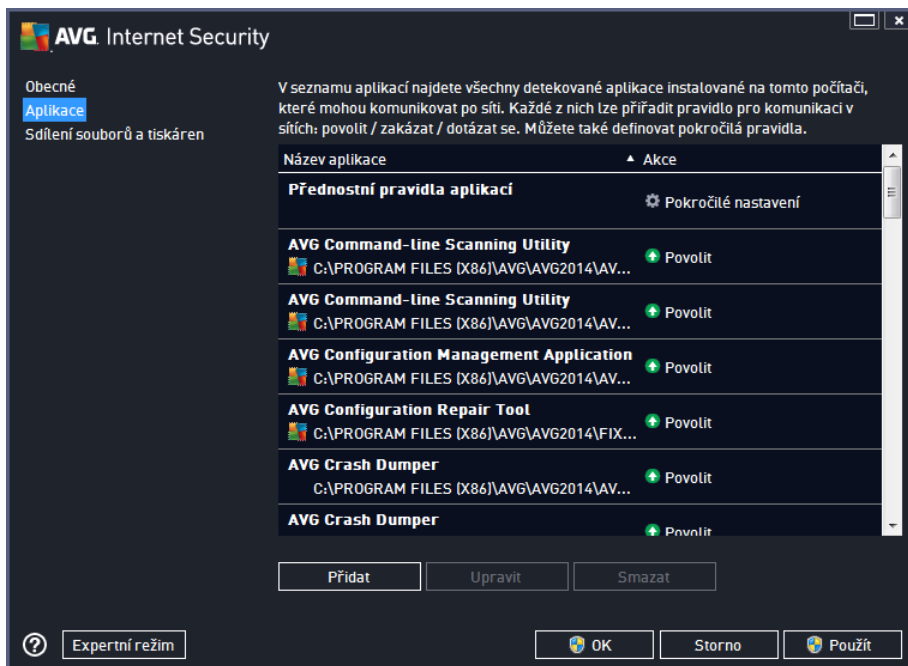 AVG. Internet Security
Obecné
Aplikace
Sdílení souborů a tiskáren
V seznamu aplikací najdete všechny detekované aplikace instalované na tomto počítači,
které mohou komunikovat po síti. Každé z nich lze přiřadit pravidlo pro komunikaci v
sítích: povolit / zakázat / dotázat se. Můžete také definovat pokročilá pravidla.
Název aplikace Akce
Přednostní pravidla aplikací
Pokročilé nastavení
AVG Command-line Scanning Utility
C:\PROGRAM FILES (X86)\AVG\AVG2014\AV... Povolit
AVG Command-line Scanning Utility
C:\PROGRAM FILES (X86)\AVG\AVG2014\AV... Povolit
AVG Configuration Management Application
C:\PROGRAM FILES (X86)\AVG\AVG2014\AV... Povolit
AVG Configuration Repair Tool
C:\PROGRAM FILES (X86)\AVG\AVG2014\FIX... Povolit
AVG Crash Dumper
C:\PROGRAM FILES (X86)\AVG\AVG2014\AV... Povolit
AVG Crash Dumper
Povolit
Přidat Upravit Smazat
Expertní režim OK Storno Použít